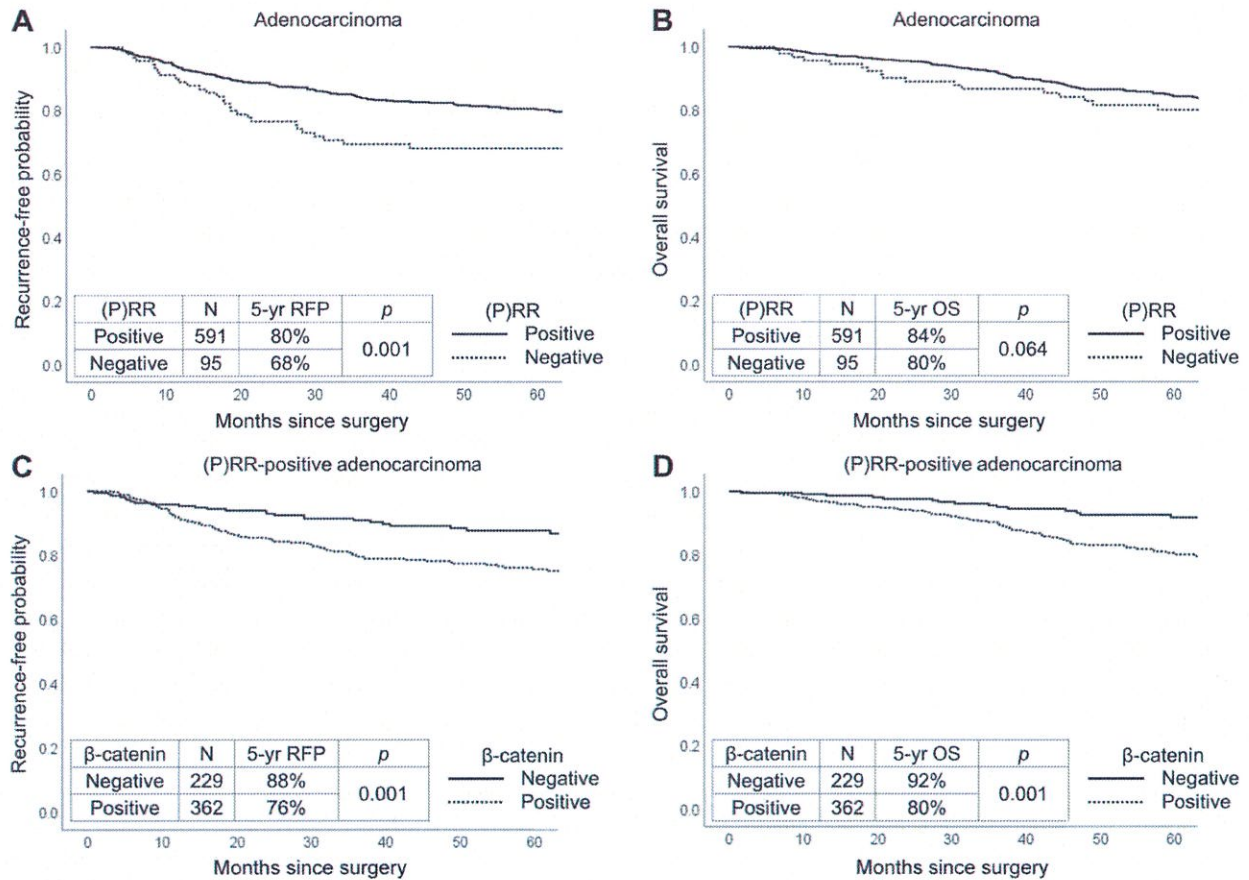 A
Adenocarcinoma
Recurrence-free probability
1.0
0.8
0.6
0.4
0.2
0.0
(P)RR N 5-yr RFP p
Positive 591 80% 0.001
Negative 95 68%
(P)RR
Positive
Negative
0 10 20 30 40 50 60
Months since surgery
B
Adenocarcinoma
Overall survival
1.0
0.8
0.6
0.4
0.2
0.0
(P)RR N 5-yr OS p
Positive 591 84% 0.064
Negative 95 80%
(P)RR
Positive
Negative
0 10 20 30 40 50 60
Months since surgery
C
(P)RR-positive adenocarcinoma
Recurrence-free probability
1.0
0.8
0.6
0.4
0.2
0.0
β-catenin N 5-yr RFP p
Negative 229 88% 0.001
Positive 362 76%
β-catenin
Negative
Positive
0 10 20 30 40 50 60
Months since surgery
D
(P)RR-positive adenocarcinoma
Overall survival
1.0
0.8
0.6
0.4
0.2
0.0
β-catenin N 5-yr OS p
Negative 229 92% 0.001
Positive 362 80%
β-catenin
Negative
Positive
0 10 20 30 40 50 60
Months since surgery